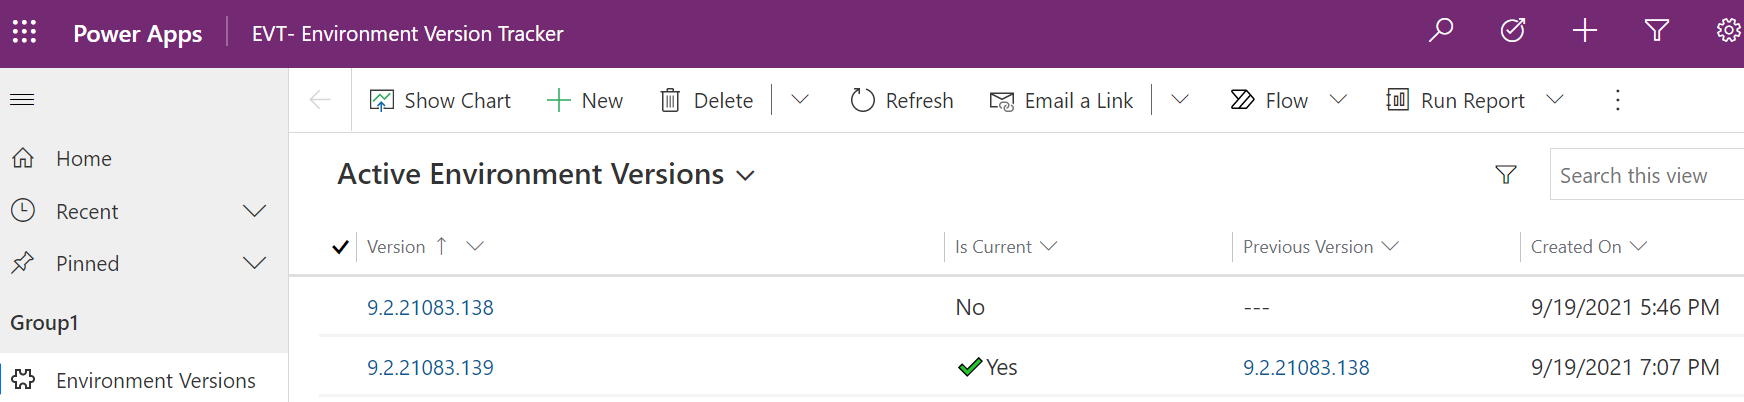 Power Apps EVT- Environment Version Tracker
Show Chart New Delete Refresh Email a Link Flow Run Report
Home
Recent
Pinned
Group1
Environment Versions
Active Environment Versions Search this view
Version Is Current Previous Version Created On
9.2.21083.138 No --- 9/19/2021 5:46 PM
9.2.21083.139 Yes 9.2.21083.138 9/19/2021 7:07 PM